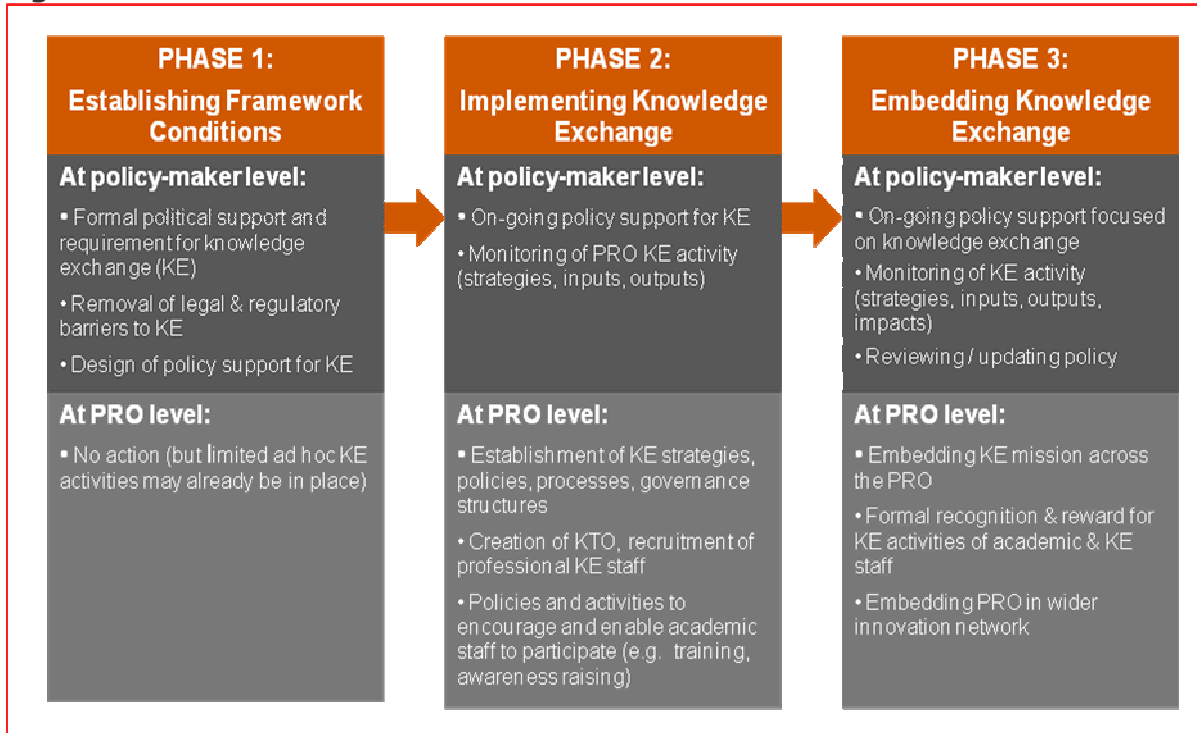 PHASE 1:
Establishing Framework
Conditions
At policy-maker level:
▪ Formal political support and
requirement for knowledge
exchange (KE)
• Removal of legal & regulatory
barriers to KE
• Design of policy support for KE
At PRO level:
▪ No action (but limited ad hoc KE
activities may already be in place)
PHASE 2:
Implementing Knowledge
Exchange
At policy-maker level:
▪ On-going policy support for KE
• Monitoring of PRO KE activity
(strategies, inputs, outputs)
At PRO level:
▪ Establishment of KE strategies,
policies, processes, governance
structures
• Creation of KTO, recruitment of
professional KE staff
• Policies and activities to
encourage and enable academic
staff to participate (e.g. training,
awareness raising)
PHASE 3:
Embedding Knowledge
Exchange
At policy-maker level:
▪ On-going policy support focused
on knowledge exchange
• Monitoring of KE activity
(strategies, inputs, outputs,
impacts)
• Reviewing / updating policy
At PRO level:
▪ Embedding KE mission across
the PRO
• Formal recognition & reward for
KE activities of academic & KE
staff
• Embedding PRO in wider
innovation network